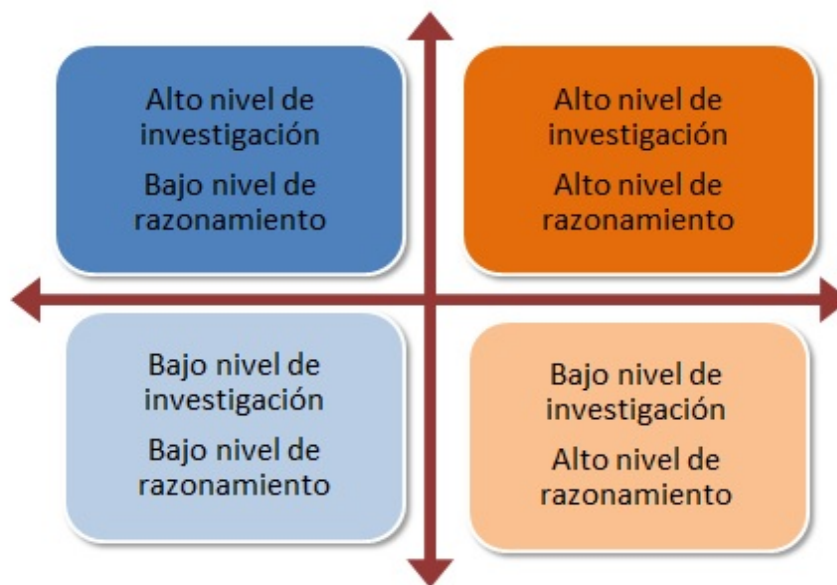 Alto nivel de
investigación
Bajo nivel de
razonamiento
Alto nivel de
investigación
Alto nivel de
razonamiento
Bajo nivel de
investigación
Bajo nivel de
razonamiento
Bajo nivel de
investigación
Alto nivel de
razonamiento